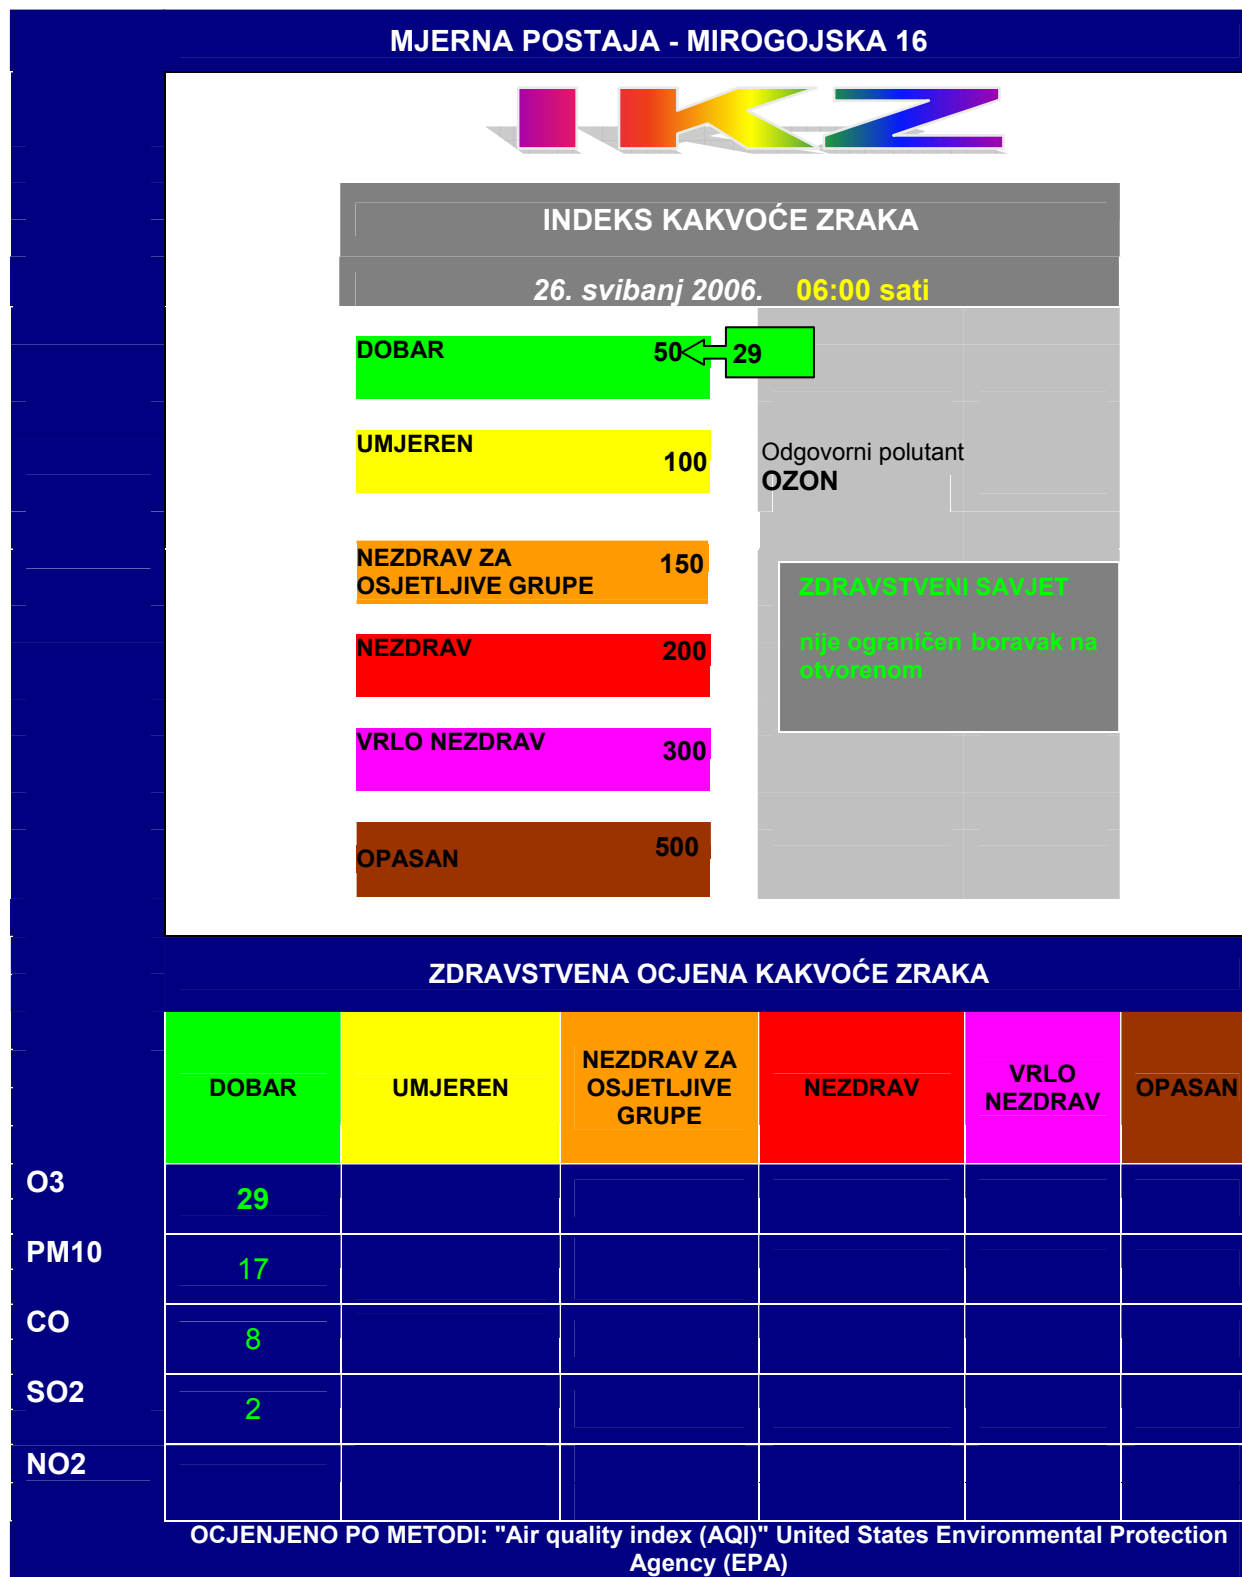 MJERNA POSTAJA - MIROGOJSKA 16
IKZ
INDEKS KAKVOĆE ZRAKA
26. svibanj 2006. 06:00 sati
DOBAR 50 29
UMJEREN 100
Odgovorni polutant
OZON
NEZDRAV ZA
OSJETLJIVE GRUPE 150
ZDRAVSTVENI SAVJET
nije ograničen boravak na
otvorenom
NEZDRAV 200
VRLO NEZDRAV 300
OPASAN 500
ZDRAVSTVENA OCJENA KAKVOĆE ZRAKA
DOBAR
UMJEREN
NEZDRAV ZA
OSJETLJIVE
GRUPE
NEZDRAV
VRLO
NEZDRAV
OPASAN
O3 29
PM10 17
CO 8
SO2 2
NO2
OCJENJENO PO METODI: "Air quality index (AQI)" United States Environmental Protection
Agency (EPA)